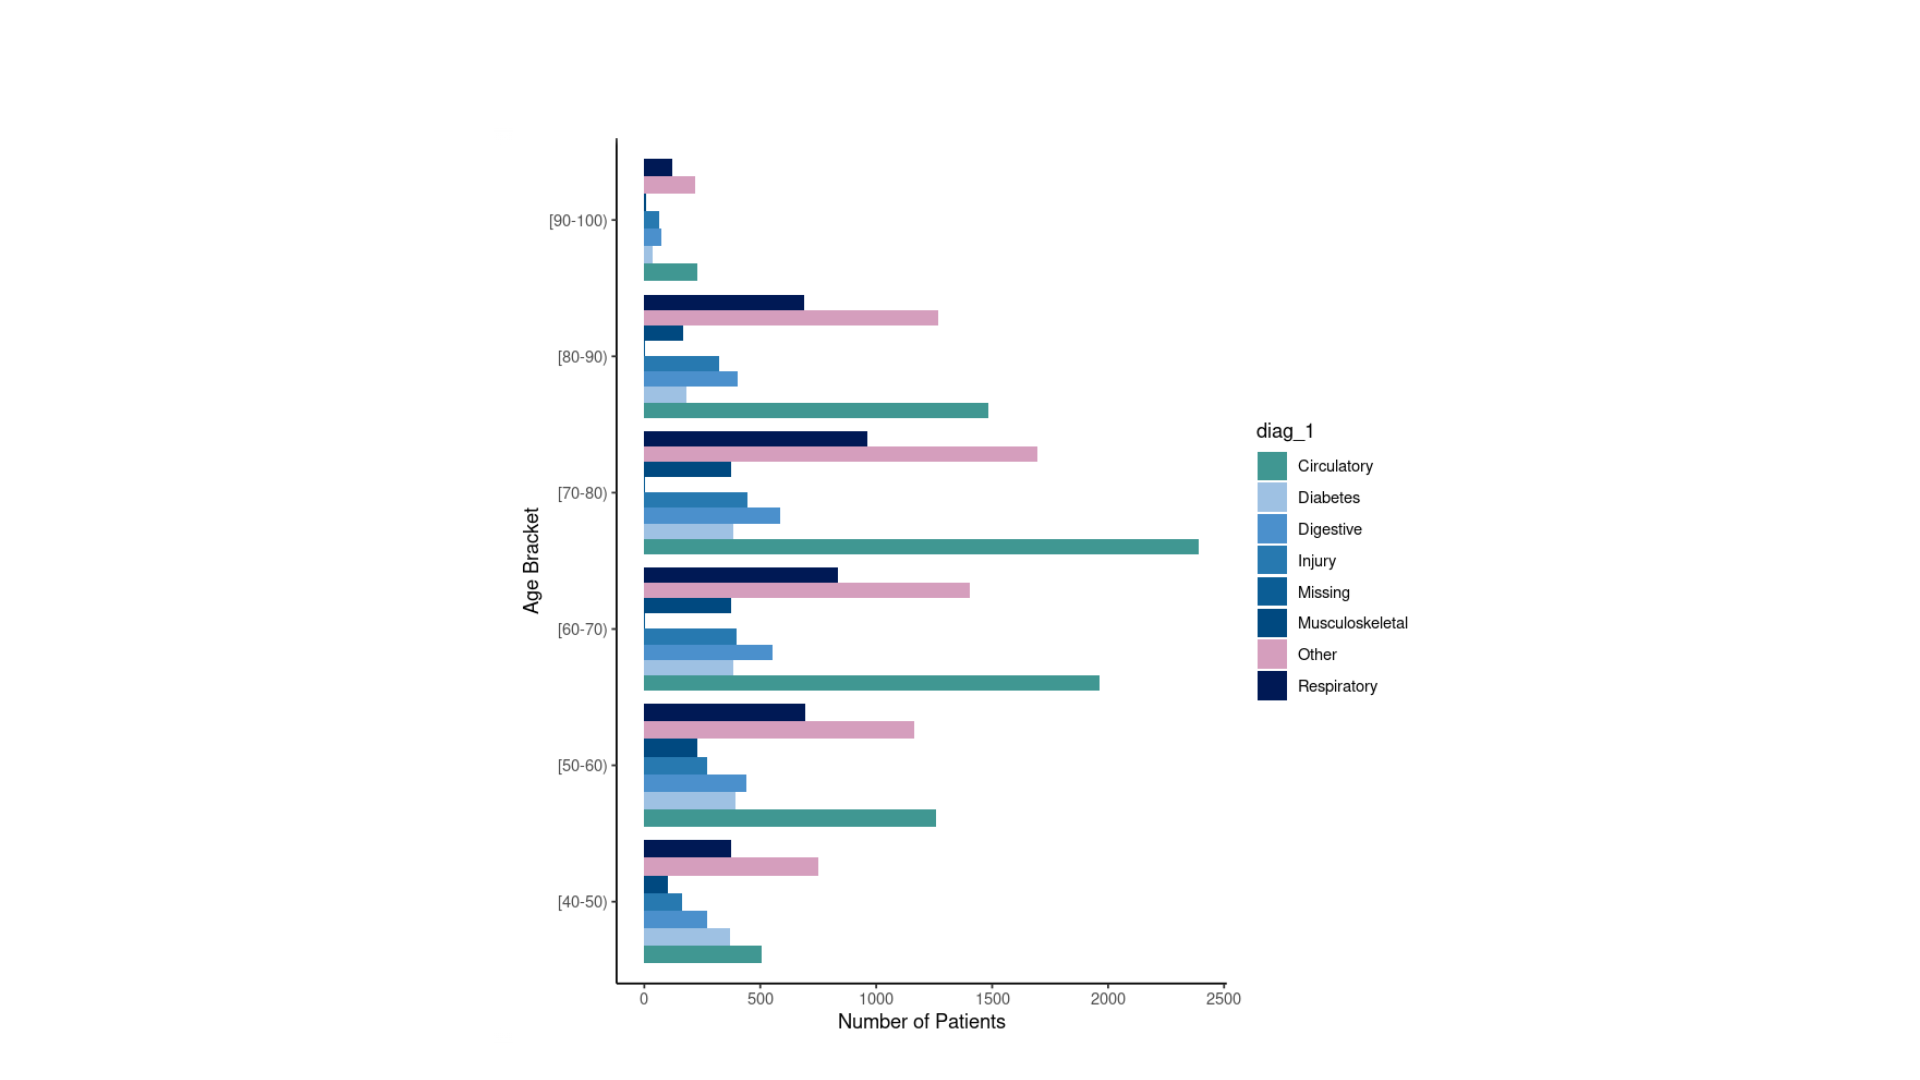 [90-100)
[80-90)
[70-80)
[60-70)
[50-60)
[40-50)
Age Bracket
0 500 1000 1500 2000 2500
Number of Patients
diag_1
Circulatory
Diabetes
Digestive
Injury
Missing
Musculoskeletal
Other
Respiratory